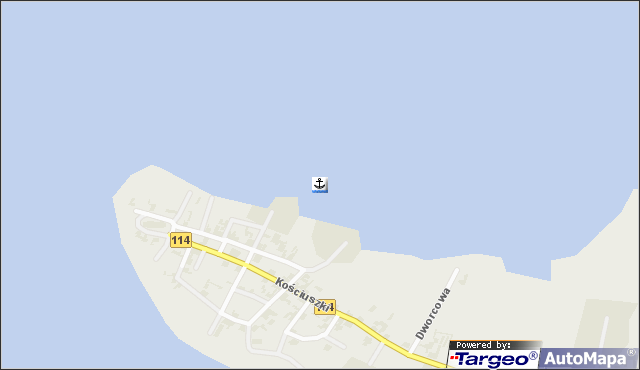 114
Kościuszki
Dworcowa
Powered by:
Targeo®
AutoMapa®